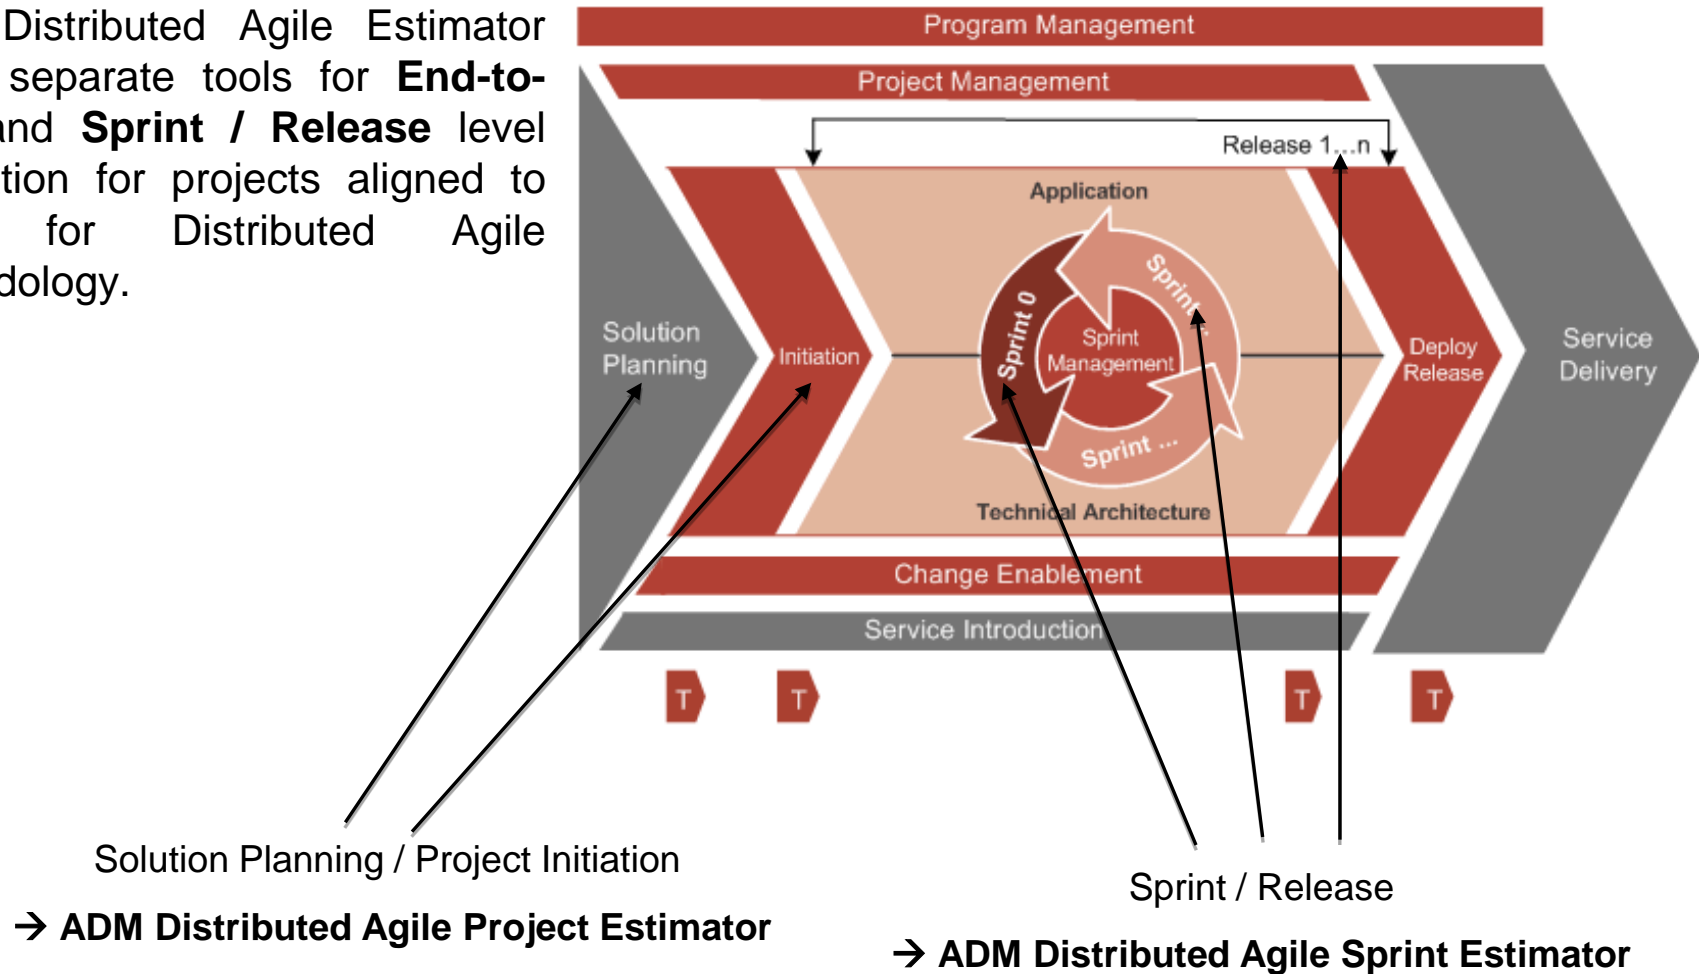 Distributed Agile Estimator
separate tools for End-to-
and Sprint / Release level
tion for projects aligned to
for Distributed Agile
dology.
Program Management
Project Management
Release 1...n
Application
Sprint 0
Sprint ...
Sprint
Management
Sprint ...
Solution
Planning
Initiation
Deploy
Release
Service
Delivery
Technical Architecture
Change Enablement
Service Introduction
T
T
T
T
Solution Planning / Project Initiation
→ ADM Distributed Agile Project Estimator
Sprint / Release
→ ADM Distributed Agile Sprint Estimator